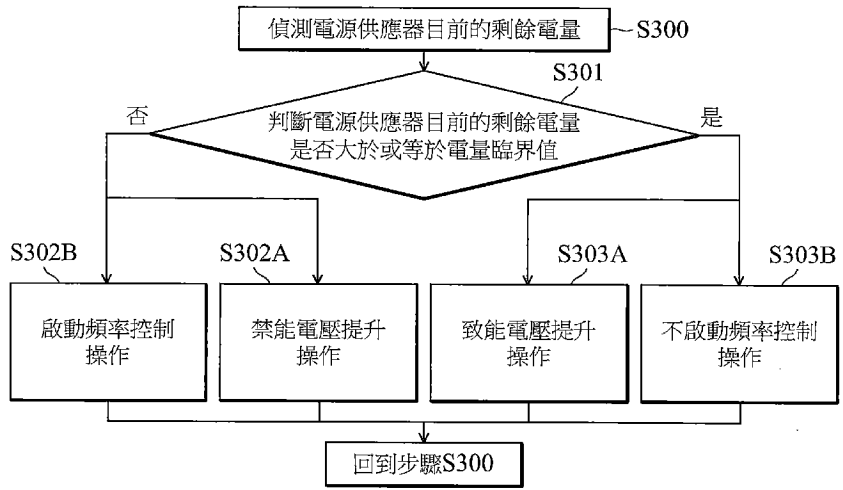 偵測電源供應器目前的剩餘電量
S300
S301
否
判斷電源供應器目前的剩餘電量
是否大於或等於電量臨界值
是
S302B
S302A
S303A
S303B
啟動頻率控制
操作
禁能電壓提升
操作
致能電壓提升
操作
不啟動頻率控制
操作
回到步驟S300